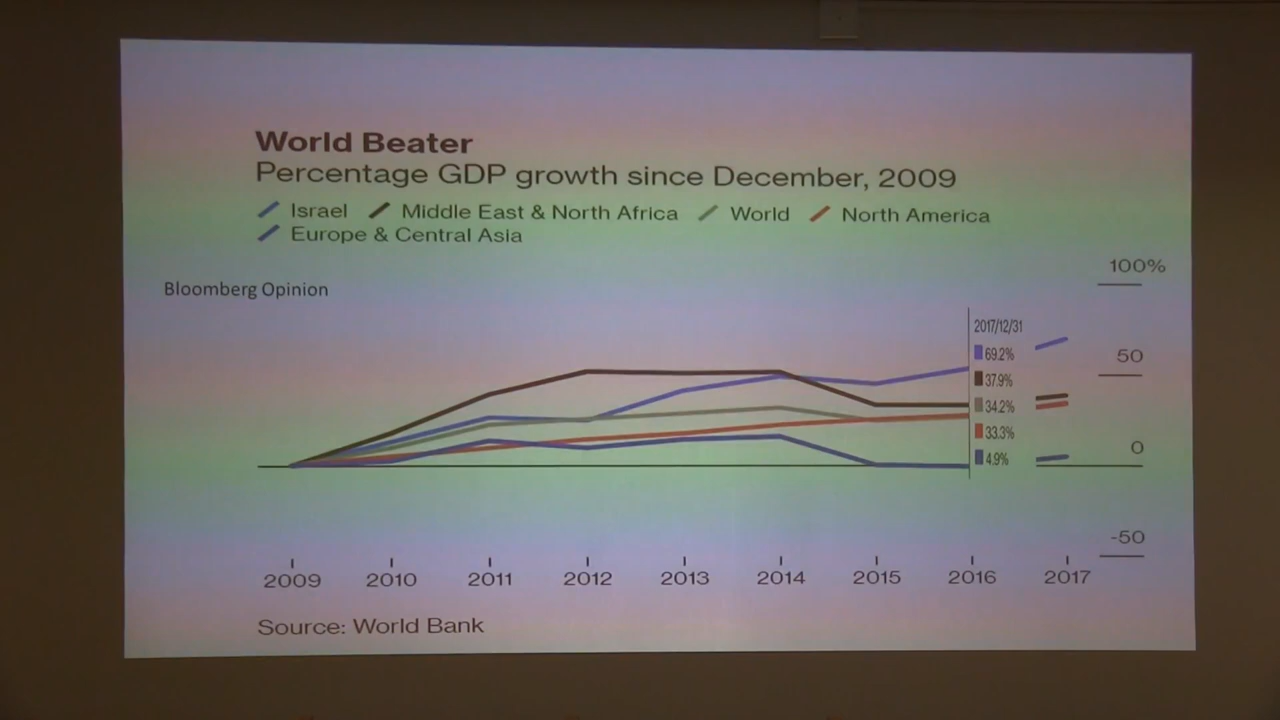 World Beater
Percentage GDP growth since December, 2009
Israel Middle East & North Africa World North America
Europe & Central Asia
100%
Bloomberg Opinion
2017/12/31
69.2%
50
37.9%
34.2%
33.3%
0
4.9%
-50
2009 2010 2011 2012 2013 2014 2015 2016 2017
Source: World Bank